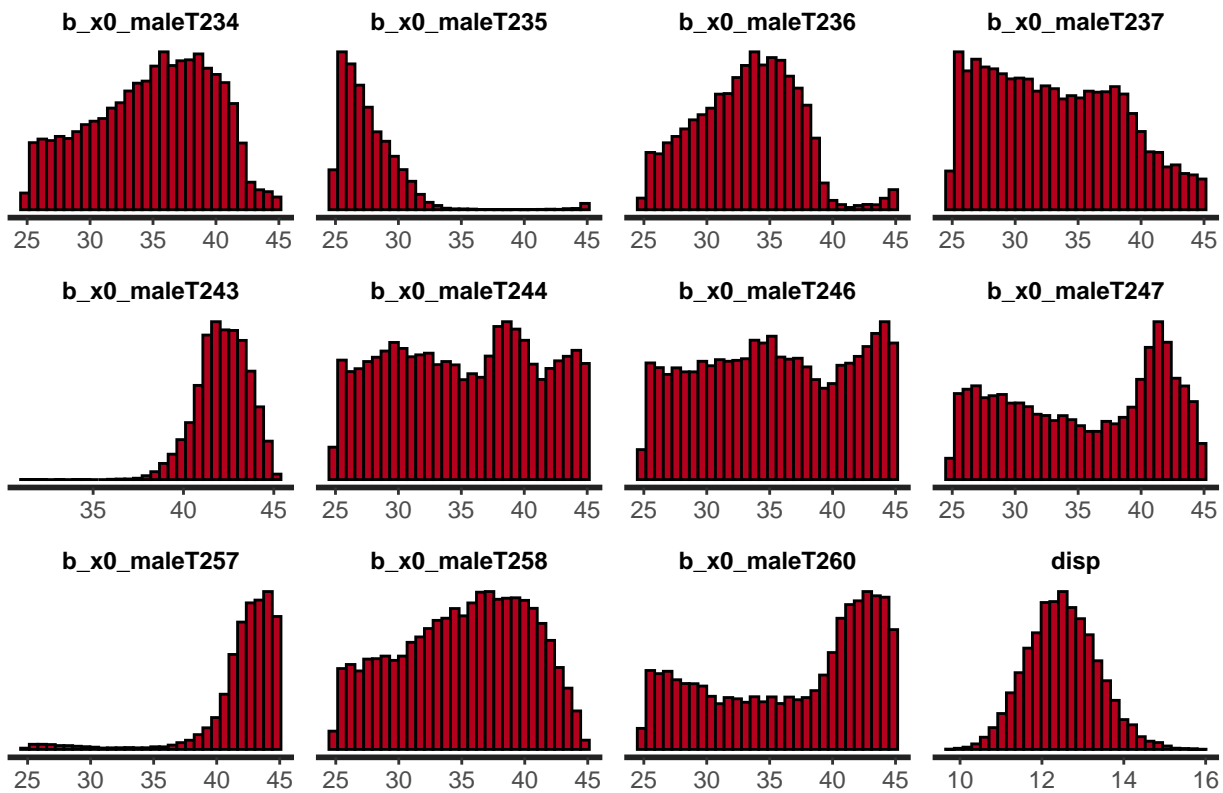 b_x0_maleT234 b_x0_maleT235 b_x0_maleT236 b_x0_maleT237
25 30 35 40 45 25 30 35 40 45 25 30 35 40 45 25 30 35 40 45
b_x0_maleT243 b_x0_maleT244 b_x0_maleT246 b_x0_maleT247
35 40 45 25 30 35 40 45 25 30 35 40 45 25 30 35 40 45
b_x0_maleT257 b_x0_maleT258 b_x0_maleT260 disp
25 30 35 40 45 25 30 35 40 45 25 30 35 40 45 10 12 14 16